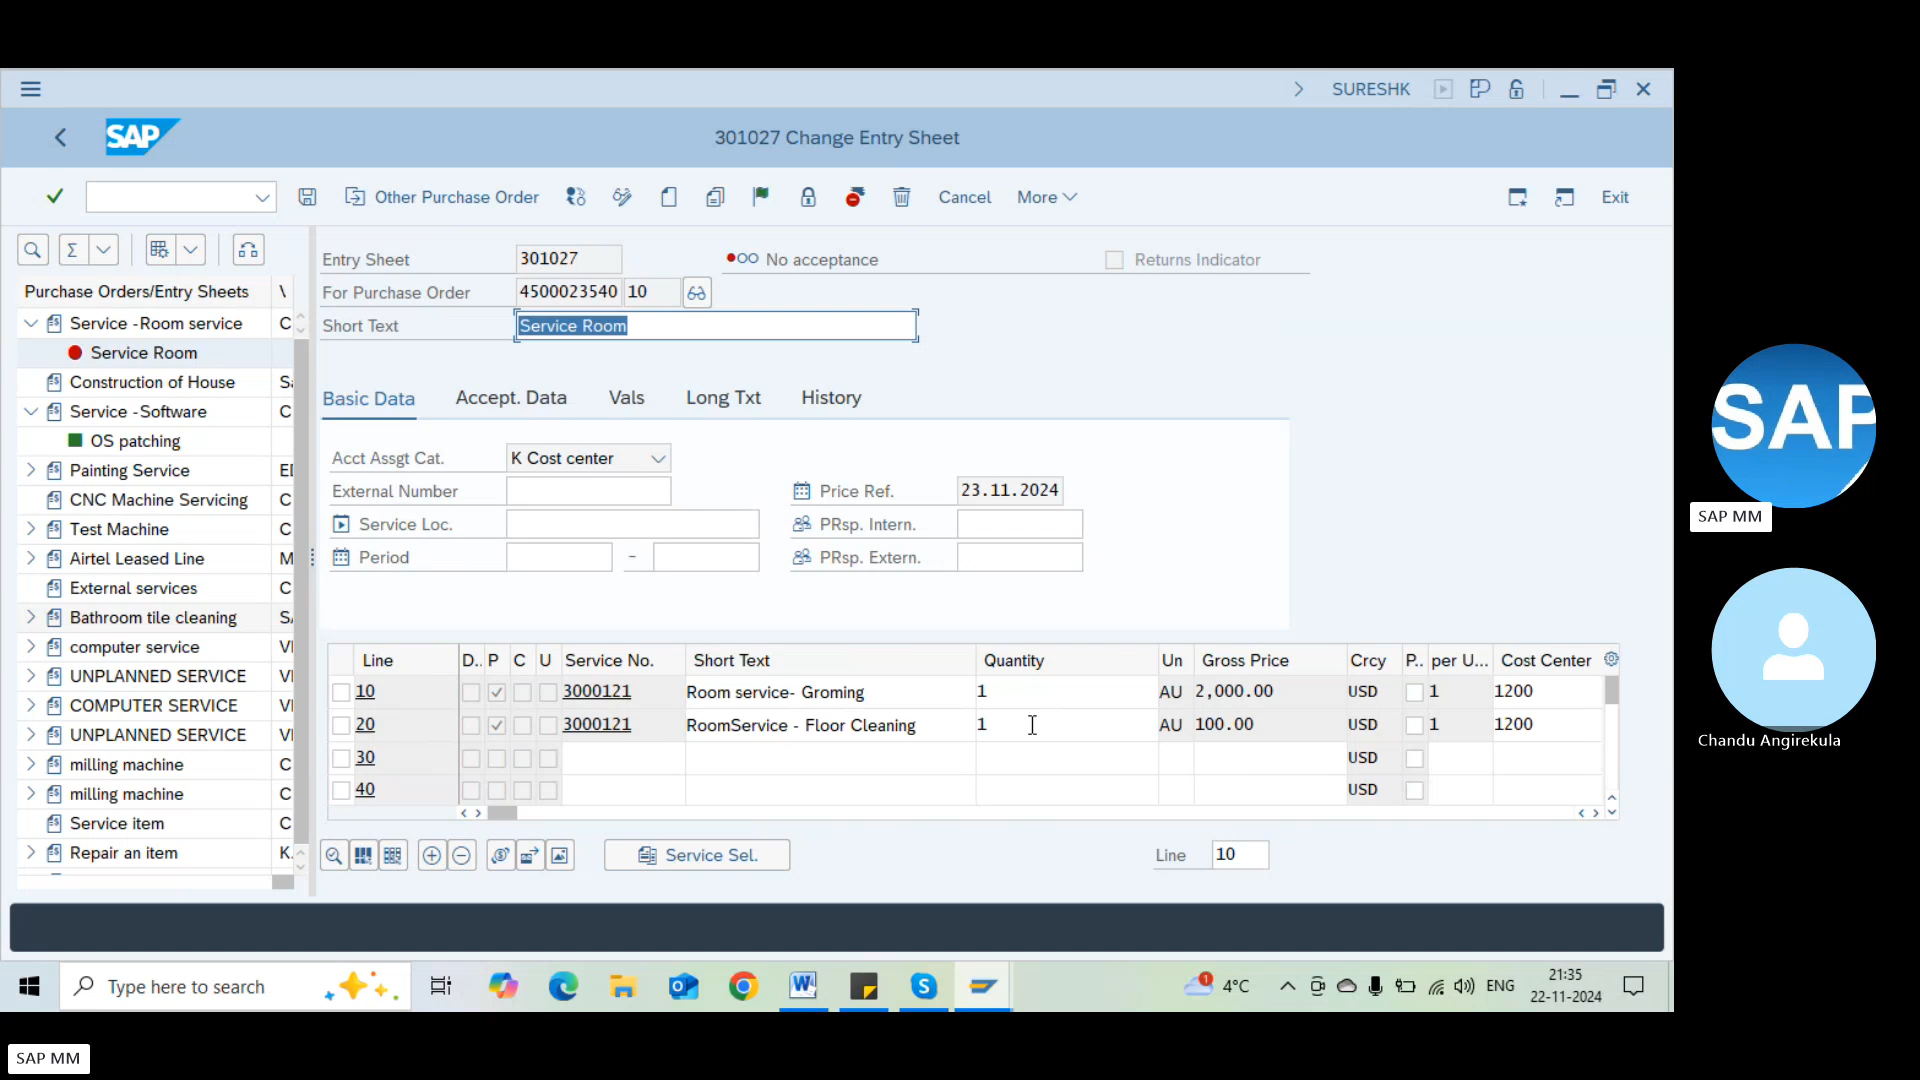 SURESHK
SAP
301027 Change Entry Sheet
Other Purchase Order
Cancel
More
Exit
Purchase Orders/Entry Sheets \
Service -Room service C
Service Room
Construction of House Sa
Service -Software C
OS patching
Painting Service El
CNC Machine Servicing C
Test Machine C
Airtel Leased Line M
External services C
Bathroom tile cleaning S/
computer service VI
UNPLANNED SERVICE VI
COMPUTER SERVICE VI
UNPLANNED SERVICE VI
milling machine C
milling machine C
Service item C
Repair an item K.
Entry Sheet 301027 No acceptance Returns Indicator
For Purchase Order 4500023540 10
Short Text Service Room
Basic Data Accept. Data Vals Long Txt History
Acct Assgt Cat. K Cost center
External Number Price Ref. 23.11.2024
Service Loc. PRsp. Intern.
Period – PRsp. Extern.
Line D.. P C U Service No. Short Text Quantity Un Gross Price Crcy P.. per U... Cost Center
10 3000121 Room service- Groming 1 AU 2,000.00 USD 1 1200
20 3000121 RoomService - Floor Cleaning 1 AU 100.00 USD 1 1200
30 USD
40 USD
Service Sel. Line 10
Type here to search
1 4°C ENG 21:35
22-11-2024
SAP
SAP MM
Chandu Angirekula
SAP MM